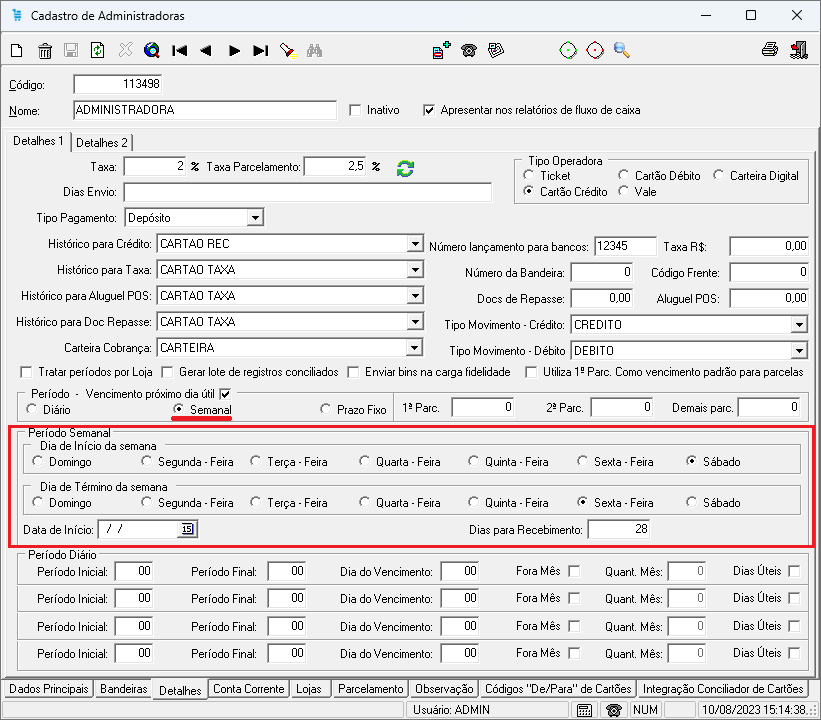 Cadastro de Administradoras
Código: 113498
Nome: ADMINISTRADORA Inativo Apresentar nos relatórios de fluxo de caixa
Detalhes 1 Detalhes 2
Taxa: 2 % Taxa Parcelamento: 2,5 %
Tipo Operadora
Ticket Cartão Débito Carteira Digital
Cartão Crédito Vale
Dias Envio:
Tipo Pagamento: Depósito
Histórico para Crédito: CARTAO REC Número lançamento para bancos: 12345 Taxa R$: 0,00
Histórico para Taxa: CARTAO TAXA Número da Bandeira: 0 Código Frente: 0
Histórico para Aluguel POS: CARTAO TAXA Docs de Repasse: 0,00 Aluguel POS: 0,00
Histórico para Doc Repasse: CARTAO TAXA Tipo Movimento - Crédito: CREDITO
Carteira Cobrança: CARTEIRA Tipo Movimento - Débito DEBITO
Tratar períodos por Loja Gerar lote de registros conciliados Enviar bins na carga fidelidade Utiliza 1ª Parc. Como vencimento padrão para parcelas
Período - Vencimento próximo dia útil
Diário Semanal Prazo Fixo 1ª Parc. 0 2ª Parc. 0 Demais parc. 0
Período Semanal
Dia de Início da semana
Domingo Segunda - Feira Terça - Feira Quarta - Feira Quinta - Feira Sexta - Feira Sábado
Dia de Término da semana
Domingo Segunda - Feira Terça - Feira Quarta - Feira Quinta - Feira Sexta - Feira Sábado
Data de Início: / / 15 Dias para Recebimento: 28
Período Diário
Período Inicial: 00 Período Final: 00 Dia do Vencimento: 00 Fora Mês Quant. Mês: 0 Dias Úteis
Período Inicial: 00 Período Final: 00 Dia do Vencimento: 00 Fora Mês Quant. Mês: 0 Dias Úteis
Período Inicial: 00 Período Final: 00 Dia do Vencimento: 00 Fora Mês Quant. Mês: 0 Dias Úteis
Período Inicial: 00 Período Final: 00 Dia do Vencimento: 00 Fora Mês Quant. Mês: 0 Dias Úteis
Dados Principais Bandeiras Detalhes Conta Corrente Lojas Parcelamento Observação Códigos "De/Para" de Cartões Integração Conciliador de Cartões
Usuário: ADMIN NUM 10/08/2023 15:14:38